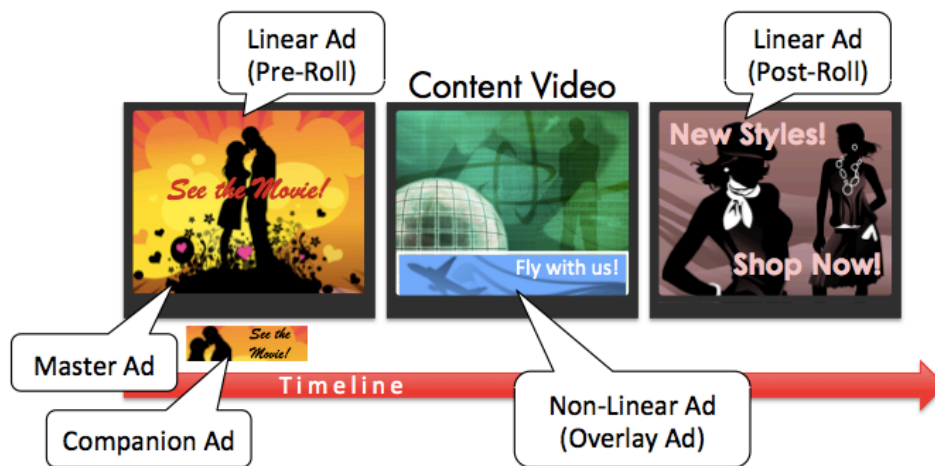 Linear Ad
(Pre-Roll)
Linear Ad
(Post-Roll)
Content Video
See the Movie!
New Styles!
Fly with us!
Shop Now!
See the
Movie!
Master Ad
Timeline
Companion Ad
Non-Linear Ad
(Overlay Ad)